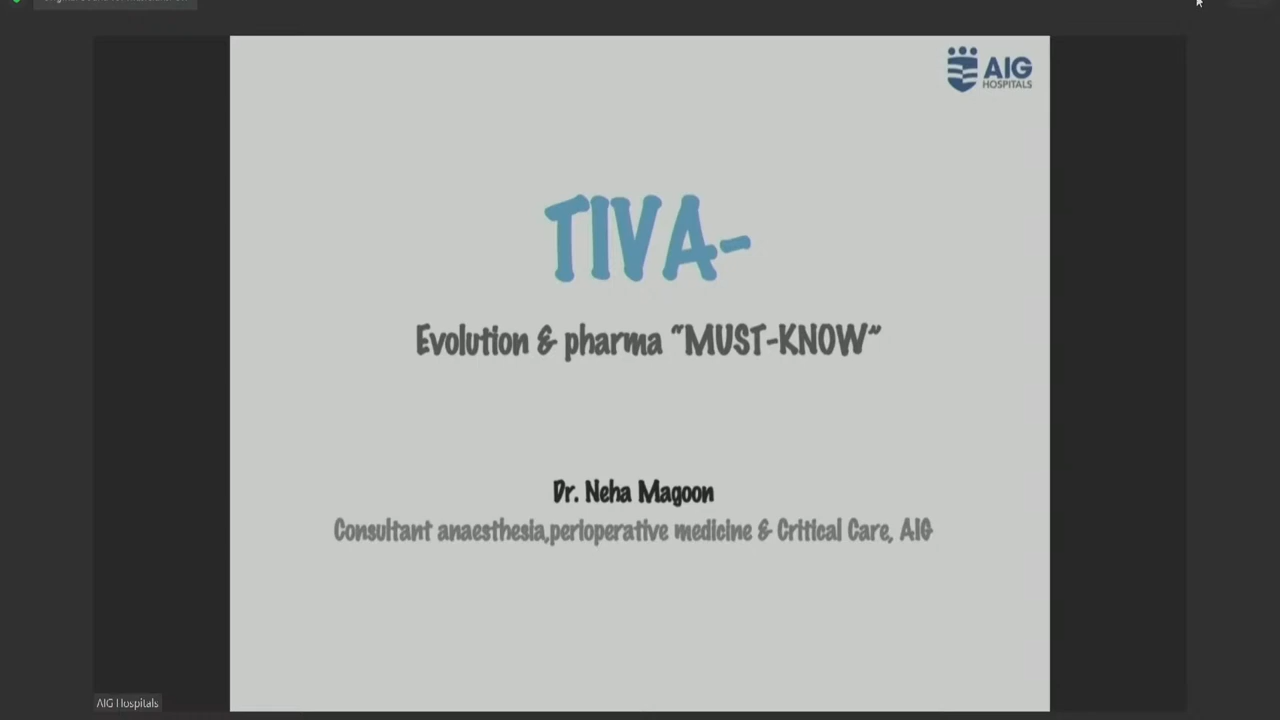 AIG
HOSPITALS
TIVA-
Evolution & pharma “MUST-KNOW”
Dr. Neha Magoon
Consultant anaesthesia,perioperative medicine & Critical Care, AIG
AIG Hospitals